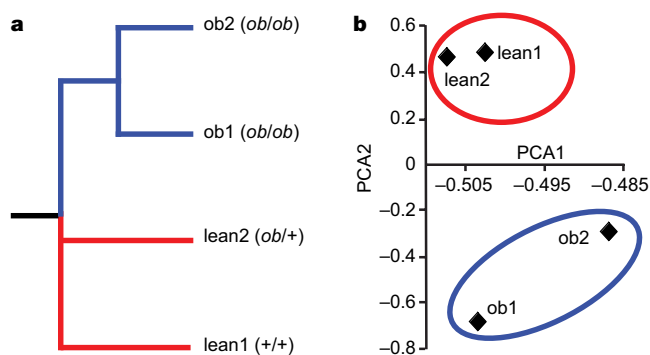 a
ob2 (ob/ob)
ob1 (ob/ob)
lean2 (ob/+)
lean1 (+/+)
b
PCA2
0.6
0.4
0.2
0
–0.2
–0.4
–0.6
–0.8
lean1
lean2
PCA1
–0.505
–0.495
–0.485
ob2
ob1